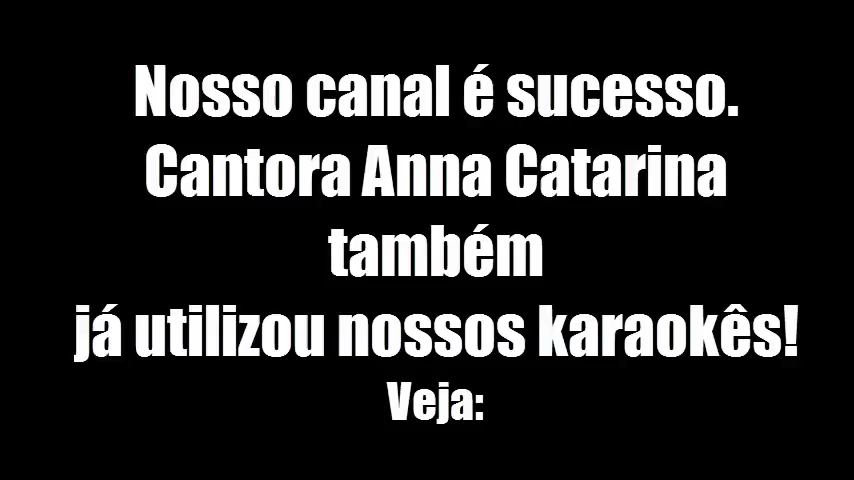 Nosso canal é sucesso.
Cantora Anna Catarina
também
já utilizou nossos karaokês!
Veja: